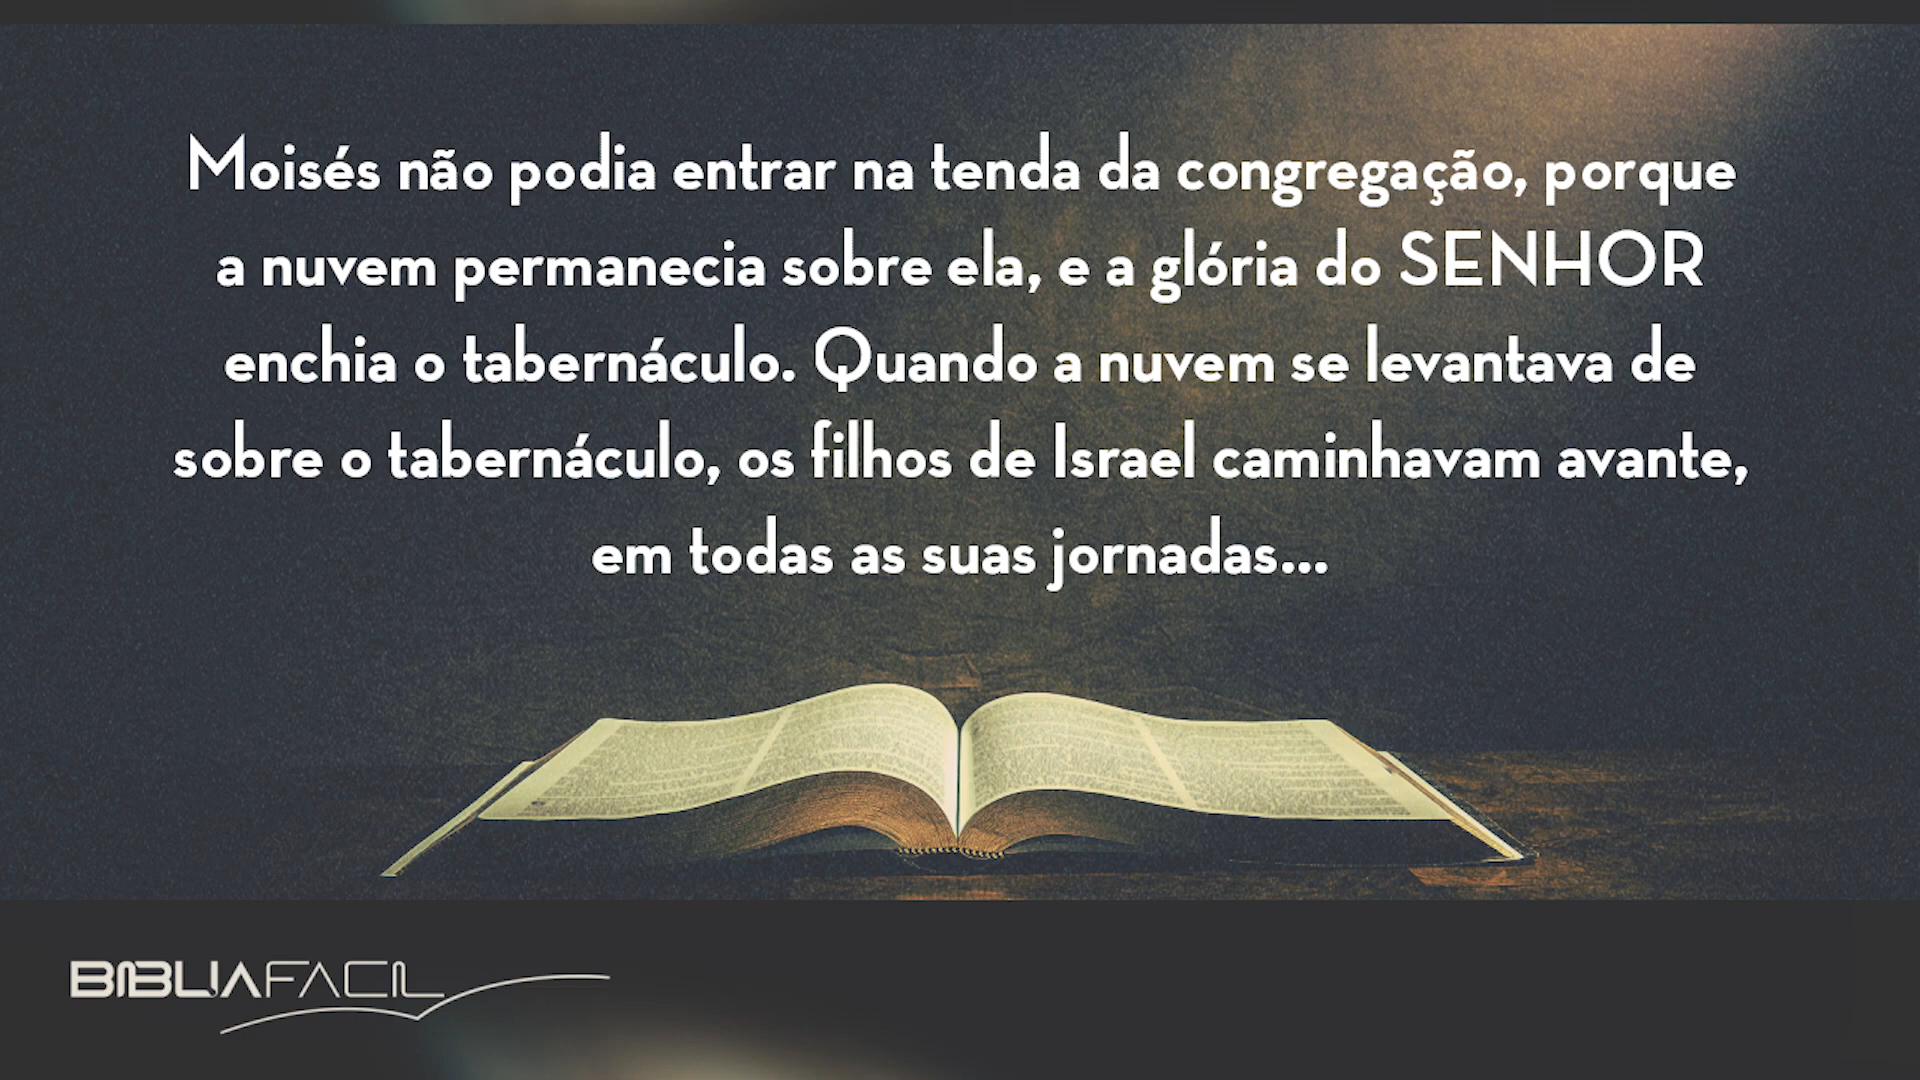 Moisés não podia entrar na tenda da congregação, porque
a nuvem permanecia sobre ela, e a glória do SENHOR
enchia o tabernáculo. Quando a nuvem se levantava de
sobre o tabernáculo, os filhos de Israel caminhavam avante,
em todas as suas jornadas...
BIBLIAFACIL